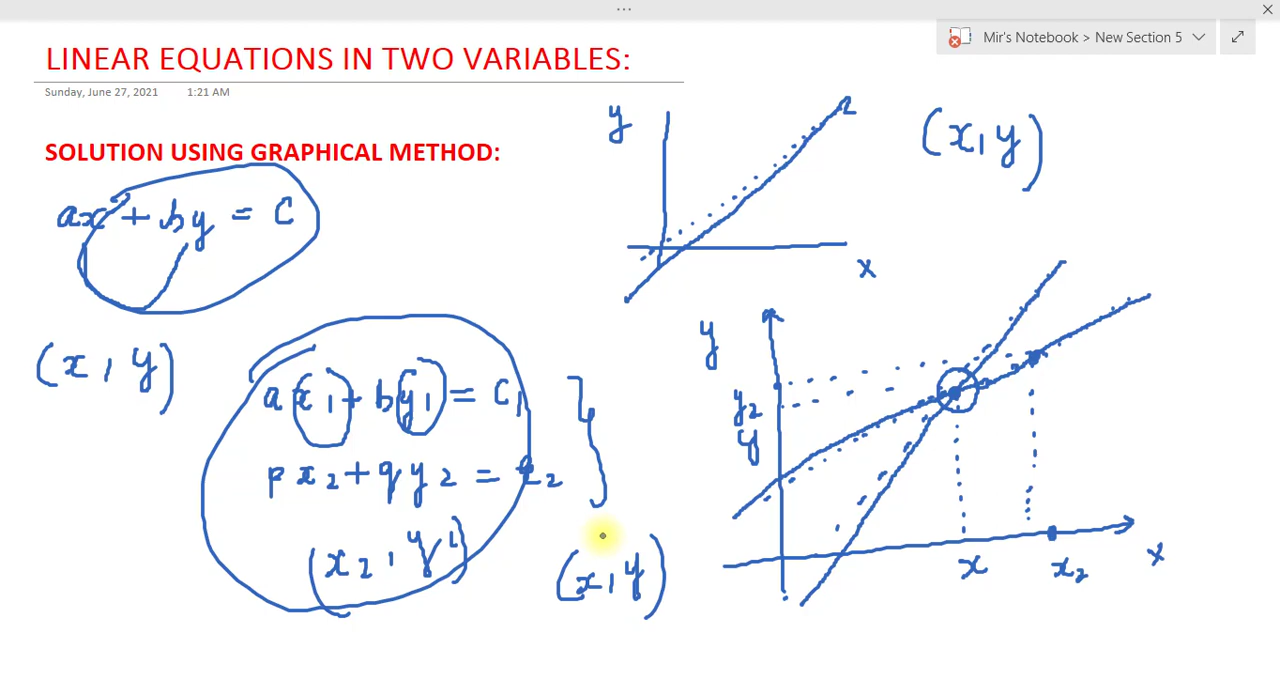 Mir's Notebook > New Section 5
LINEAR EQUATIONS IN TWO VARIABLES:
Sunday, June 27, 2021 1:21 AM
SOLUTION USING GRAPHICAL METHOD:
ax + by = C
(x, y)
ax₁ + by₁ = C₁
px₂ + qy₂ = C₂
(x₂, y
(x, y)
y
x
(x, y)
y
y₂
y
x
x₂
x